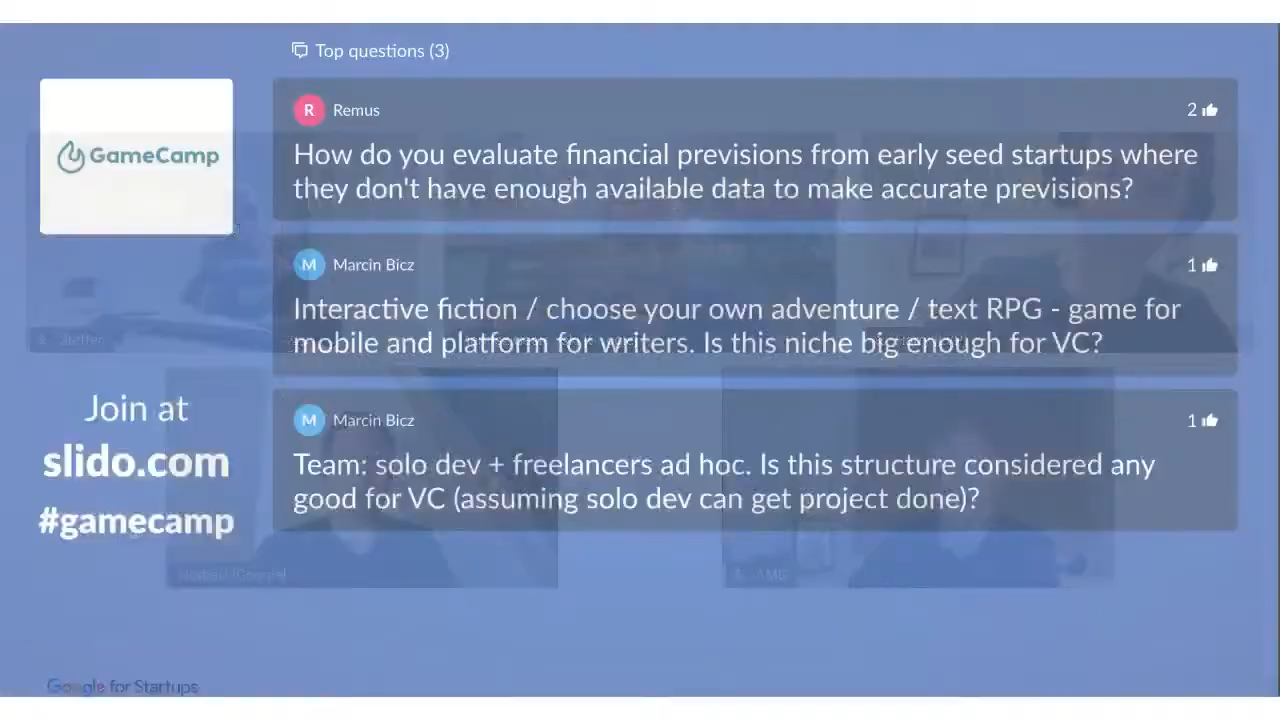 Top questions (3)
GameCamp
R Remus 2
How do you evaluate financial previsions from early seed startups where
they don't have enough available data to make accurate previsions?
M Marcin Bicz 1
Interactive fiction / choose your own adventure / text RPG - game for
mobile and platform for writers. Is this niche big enough for VC?
M Marcin Bicz 1
Team: solo dev + freelancers ad hoc. Is this structure considered any
good for VC (assuming solo dev can get project done)?
Join at
slido.com
#gamecamp
Google for Startups